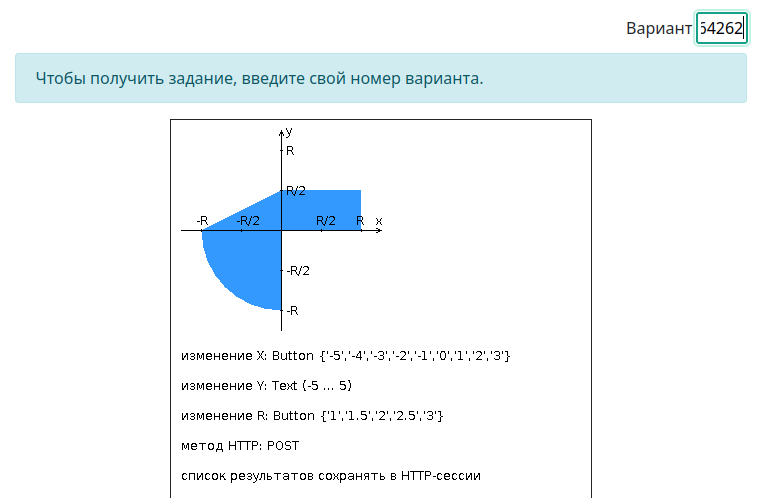 Вариант 54262
Чтобы получить задание, введите свой номер варианта.
y
R
R/2
-R -R/2 R/2 R x
-R/2
-R
изменение X: Button {'-5','-4','-3','-2','-1','0','1','2','3'}
изменение Y: Text (-5 ... 5)
изменение R: Button {'1','1.5','2','2.5','3'}
метод HTTP: POST
список результатов сохранять в HTTP-сессии